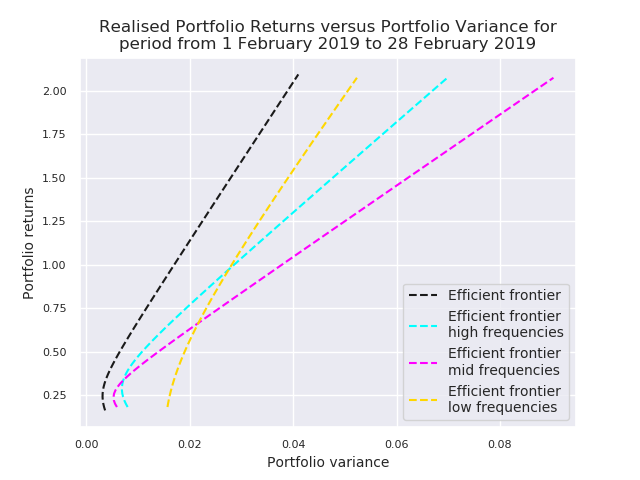 Realised Portfolio Returns versus Portfolio Variance for
period from 1 February 2019 to 28 February 2019
Portfolio returns
2.00
1.75
1.50
1.25
1.00
0.75
0.50
0.25
Efficient frontier
Efficient frontier
high frequencies
Efficient frontier
mid frequencies
Efficient frontier
low frequencies
0.00 0.02 0.04 0.06 0.08
Portfolio variance